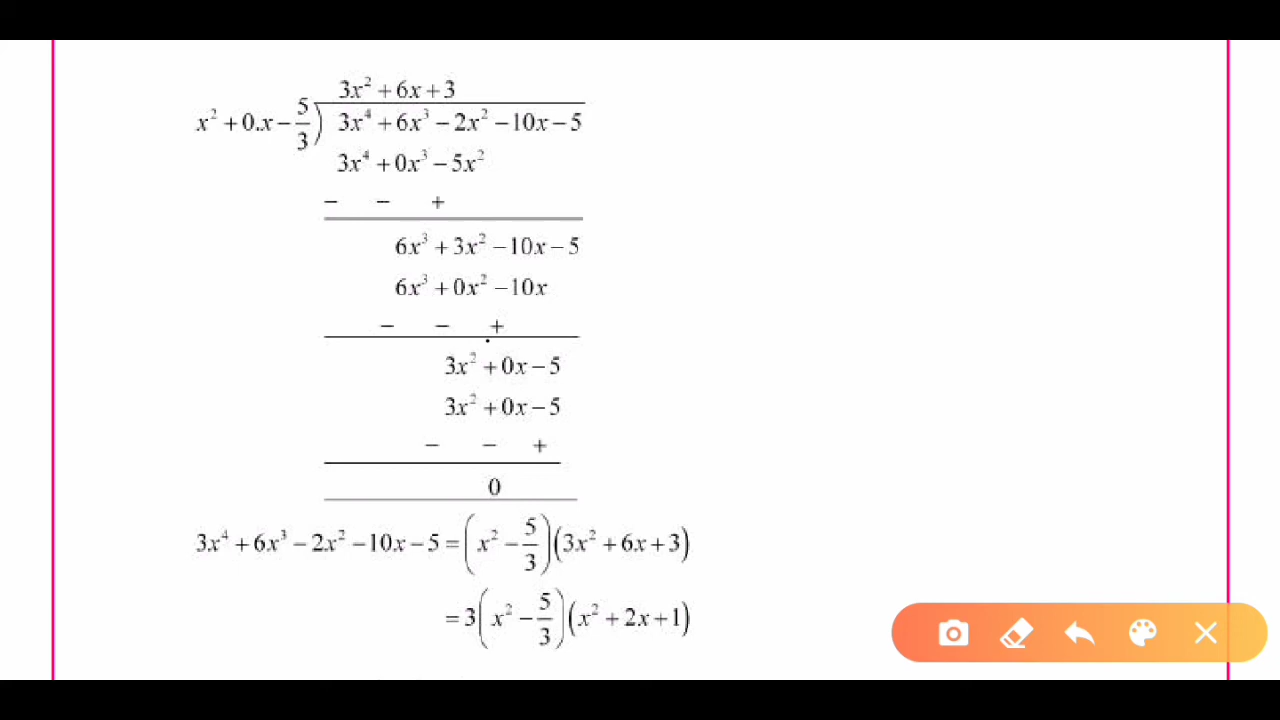 3x² + 6x + 3
x² + 0.x − 5/3 ) 3x⁴ + 6x³ − 2x² − 10x − 5
3x⁴ + 0x³ − 5x²
− − +
6x³ + 3x² − 10x − 5
6x³ + 0x² − 10x
− − +
3x² + 0x − 5
3x² + 0x − 5
− − +
0
3x⁴ + 6x³ − 2x² − 10x − 5 = (x² − 5/3)(3x² + 6x + 3)
= 3(x² − 5/3)(x² + 2x + 1)